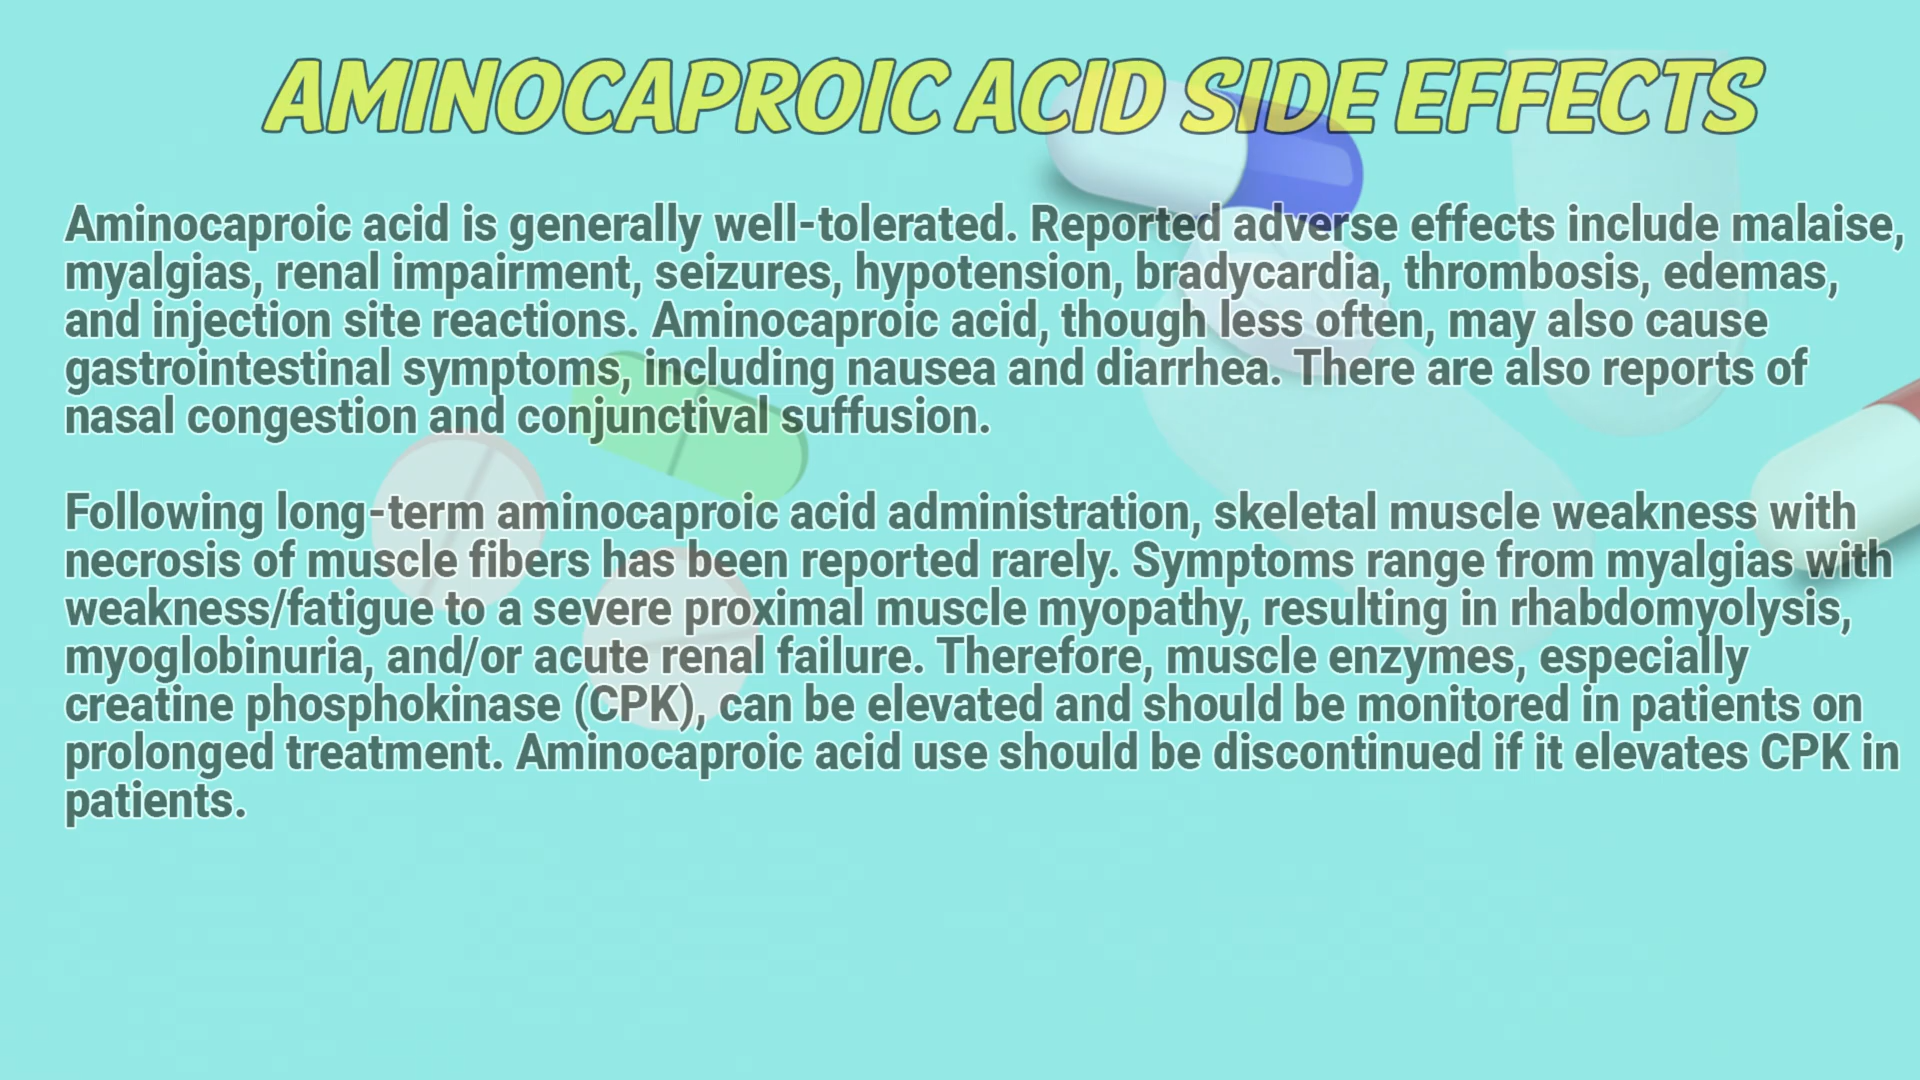 AMINOCAPROIC ACID SIDE EFFECTS
Aminocaproic acid is generally well-tolerated. Reported adverse effects include malaise,
myalgias, renal impairment, seizures, hypotension, bradycardia, thrombosis, edemas,
and injection site reactions. Aminocaproic acid, though less often, may also cause
gastrointestinal symptoms, including nausea and diarrhea. There are also reports of
nasal congestion and conjunctival suffusion.
Following long-term aminocaproic acid administration, skeletal muscle weakness with
necrosis of muscle fibers has been reported rarely. Symptoms range from myalgias with
weakness/fatigue to a severe proximal muscle myopathy, resulting in rhabdomyolysis,
myoglobinuria, and/or acute renal failure. Therefore, muscle enzymes, especially
creatine phosphokinase (CPK), can be elevated and should be monitored in patients on
prolonged treatment. Aminocaproic acid use should be discontinued if it elevates CPK in
patients.